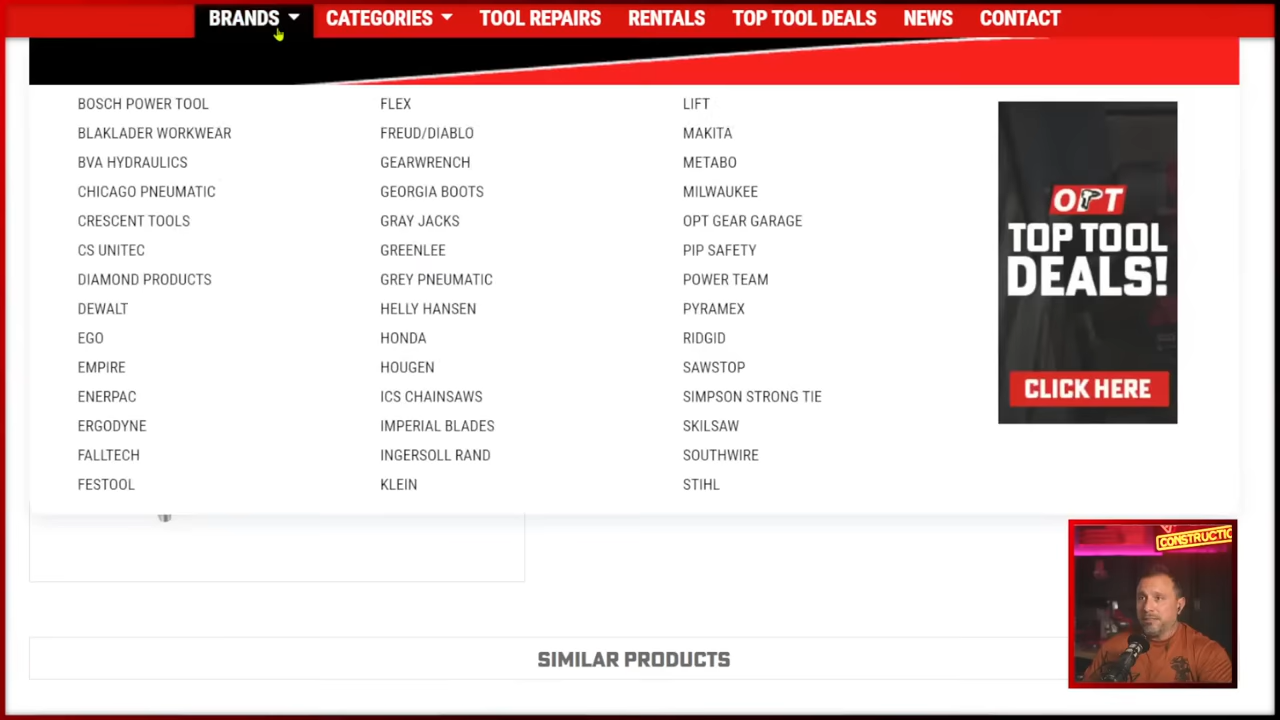 BRANDS CATEGORIES TOOL REPAIRS RENTALS TOP TOOL DEALS NEWS CONTACT
BOSCH POWER TOOL
BLAKLADER WORKWEAR
BVA HYDRAULICS
CHICAGO PNEUMATIC
CRESCENT TOOLS
CS UNITEC
DIAMOND PRODUCTS
DEWALT
EGO
EMPIRE
ENERPAC
ERGODYNE
FALLTECH
FESTOOL
FLEX
FREUD/DIABLO
GEARWRENCH
GEORGIA BOOTS
GRAY JACKS
GREENLEE
GREY PNEUMATIC
HELLY HANSEN
HONDA
HOUGEN
ICS CHAINSAWS
IMPERIAL BLADES
INGERSOLL RAND
KLEIN
LIFT
MAKITA
METABO
MILWAUKEE
OPT GEAR GARAGE
PIP SAFETY
POWER TEAM
PYRAMEX
RIDGID
SAWSTOP
SIMPSON STRONG TIE
SKILSAW
SOUTHWIRE
STIHL
OPT
TOP TOOL
DEALS!
CLICK HERE
CONSTRUCTIO
SIMILAR PRODUCTS